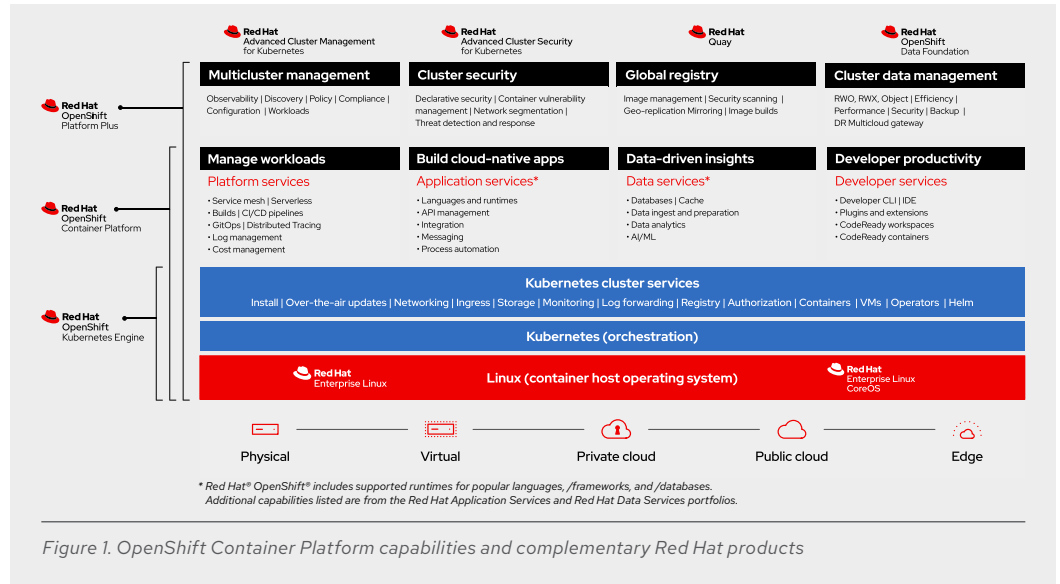 Red Hat
Advanced Cluster Management
for Kubernetes
Red Hat
Advanced Cluster Security
for Kubernetes
Red Hat
Quay
Red Hat
OpenShift
Data Foundation
Red Hat
OpenShift
Platform Plus
Multicluster management
Observability | Discovery | Policy | Compliance |
Configuration | Workloads
Cluster security
Declarative security | Container vulnerability
management | Network segmentation |
Threat detection and response
Global registry
Image management | Security scanning |
Geo-replication Mirroring | Image builds
Cluster data management
RWO, RWX, Object | Efficiency |
Performance | Security | Backup |
DR Multicloud gateway
Red Hat
OpenShift
Container Platform
Manage workloads
Platform services
• Service mesh | Serverless
• Builds | CI/CD pipelines
• GitOps | Distributed Tracing
• Log management
• Cost management
Build cloud-native apps
Application services*
• Languages and runtimes
• API management
• Integration
• Messaging
• Process automation
Data-driven insights
Data services*
• Databases | Cache
• Data ingest and preparation
• Data analytics
• AI/ML
Developer productivity
Developer services
• Developer CLI | IDE
• Plugins and extensions
• CodeReady workspaces
• CodeReady containers
Red Hat
OpenShift
Kubernetes Engine
Kubernetes cluster services
Install | Over-the-air updates | Networking | Ingress | Storage | Monitoring | Log forwarding | Registry | Authorization | Containers | VMs | Operators | Helm
Kubernetes (orchestration)
Red Hat
Enterprise Linux
Linux (container host operating system)
Red Hat
Enterprise Linux
CoreOS
Physical
Virtual
Private cloud
Public cloud
Edge
* Red Hat® OpenShift® includes supported runtimes for popular languages, /frameworks, and /databases.
Additional capabilities listed are from the Red Hat Application Services and Red Hat Data Services portfolios.
Figure 1. OpenShift Container Platform capabilities and complementary Red Hat products